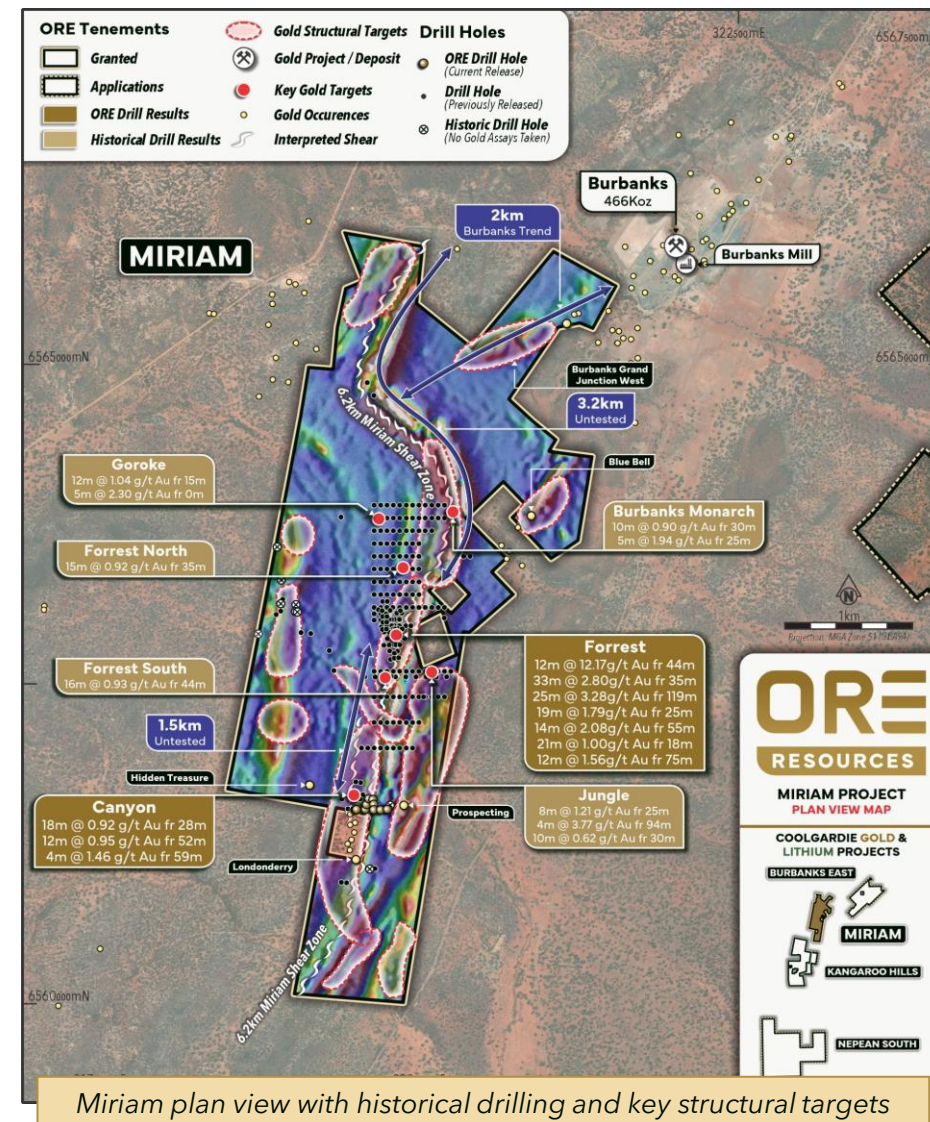 ORE Tenements
Granted
Applications
ORE Drill Results
Historical Drill Results
Gold Structural Targets
Gold Project / Deposit
Key Gold Targets
Gold Occurences
Interpreted Shear
Drill Holes
ORE Drill Hole
(Current Release)
Drill Hole
(Previously Released)
Historic Drill Hole
(No Gold Assays Taken)
322500mE
6567500m
MIRIAM
2km
Burbanks Trend
Burbanks
466Koz
Burbanks Mill
6565000mN
6565000m
Burbanks Grand
Junction West
3.2km
Untested
6.2km Miriam Shear Zone
Blue Bell
Goroke
12m @ 1.04 g/t Au fr 15m
5m @ 2.30 g/t Au fr 0m
Burbanks Monarch
10m @ 0.90 g/t Au fr 30m
5m @ 1.94 g/t Au fr 25m
Forrest North
15m @ 0.92 g/t Au fr 35m
N
1km
Forrest South
16m @ 0.93 g/t Au fr 44m
Forrest
12m @ 12.17g/t Au fr 44m
33m @ 2.80g/t Au fr 35m
25m @ 3.28g/t Au fr 119m
19m @ 1.79g/t Au fr 25m
14m @ 2.08g/t Au fr 55m
21m @ 1.00g/t Au fr 18m
12m @ 1.56g/t Au fr 75m
1.5km
Untested
Hidden Treasure
Canyon
18m @ 0.92 g/t Au fr 28m
12m @ 0.95 g/t Au fr 52m
4m @ 1.46 g/t Au fr 59m
Prospecting
Jungle
8m @ 1.21 g/t Au fr 25m
4m @ 3.77 g/t Au fr 94m
10m @ 0.62 g/t Au fr 30m
Londonderry
6.2km Miriam Shear Zone
6560000mN
ORE
RESOURCES
MIRIAM PROJECT
PLAN VIEW MAP
COOLGARDIE GOLD &
LITHIUM PROJECTS
BURBANKS EAST
MIRIAM
KANGAROO HILLS
NEPEAN SOUTH
Miriam plan view with historical drilling and key structural targets